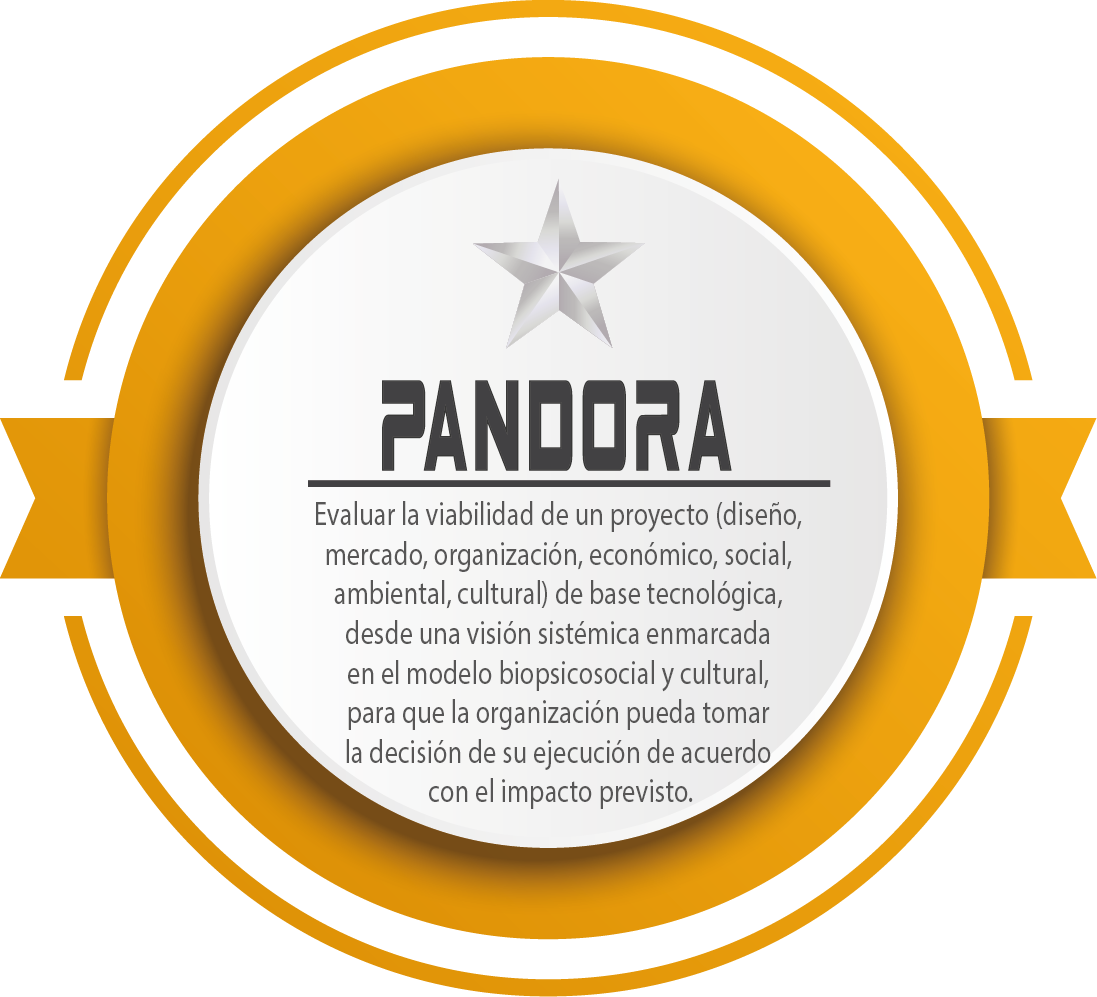 PANDORA
Evaluar la viabilidad de un proyecto (diseño,
mercado, organización, económico, social,
ambiental, cultural) de base tecnológica,
desde una visión sistémica enmarcada
en el modelo biopsicosocial y cultural,
para que la organización pueda tomar
la decisión de su ejecución de acuerdo
con el impacto previsto.